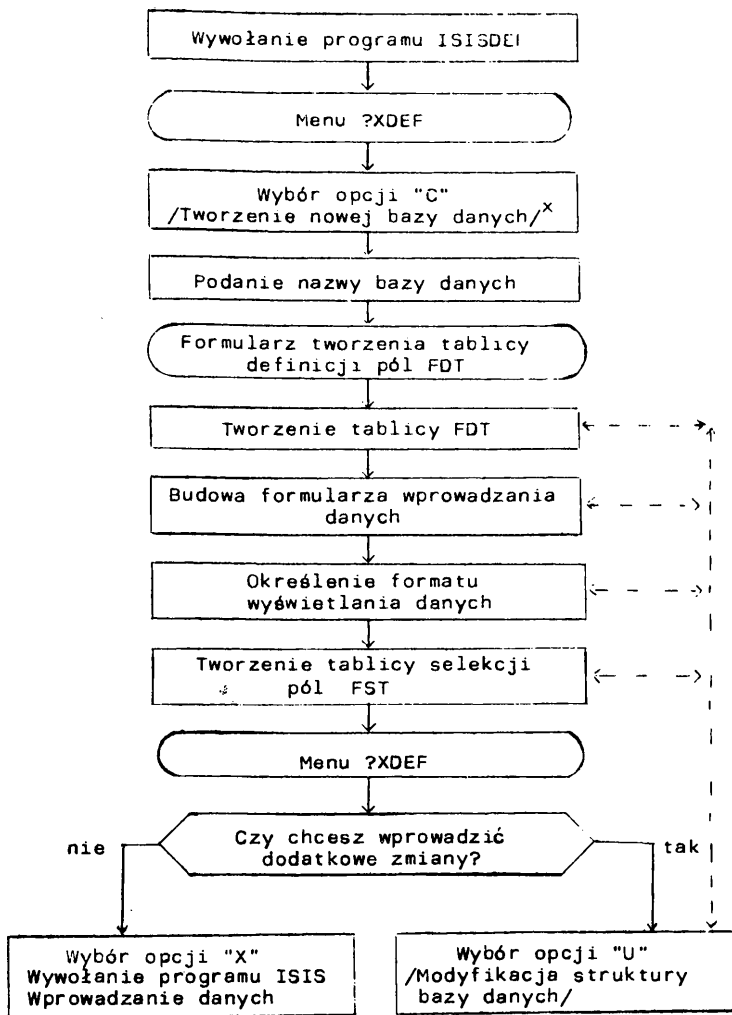 Wywołanie programu ISISDEF
Menu ?XDEF
Wybór opcji "C"
/Tworzenie nowej bazy danych/x
Podanie nazwy bazy danych
Formularz tworzenia tablicy
definicji pól FDT
Tworzenie tablicy FDT
Budowa formularza wprowadzania
danych
Określenie formatu
wyświetlania danych
Tworzenie tablicy selekcji
pól FST
Menu ?XDEF
Czy chcesz wprowadzić
dodatkowe zmiany?
nie
tak
Wybór opcji "X"
Wywołanie programu ISIS
Wprowadzanie danych
Wybór opcji "U"
/Modyfikacja struktury
bazy danych/